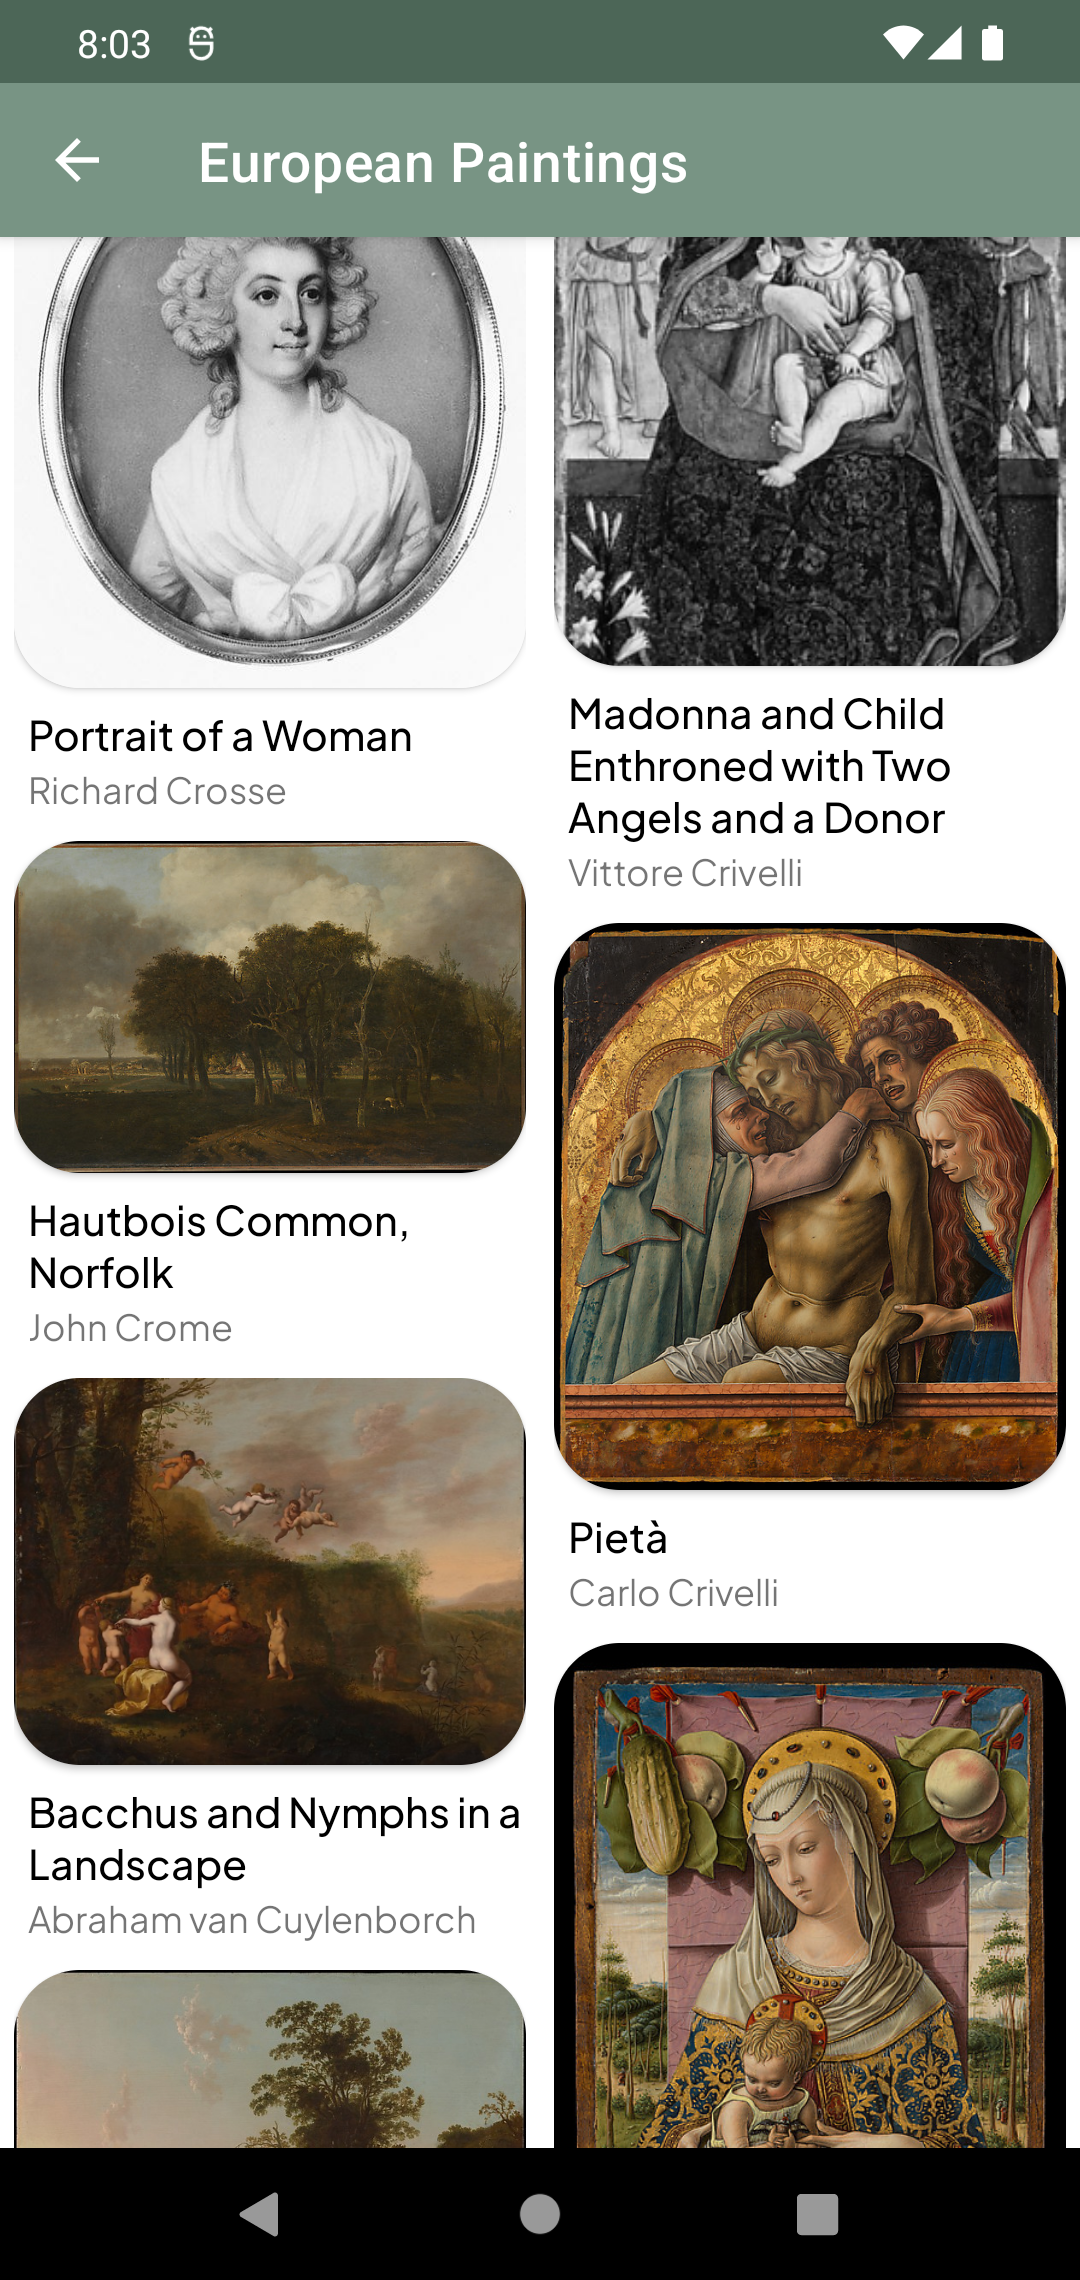 8:03
European Paintings
Portrait of a Woman
Richard Crosse
Madonna and Child
Enthroned with Two
Angels and a Donor
Vittore Crivelli
Hautbois Common,
Norfolk
John Crome
Pietà
Carlo Crivelli
Bacchus and Nymphs in a
Landscape
Abraham van Cuylenborch